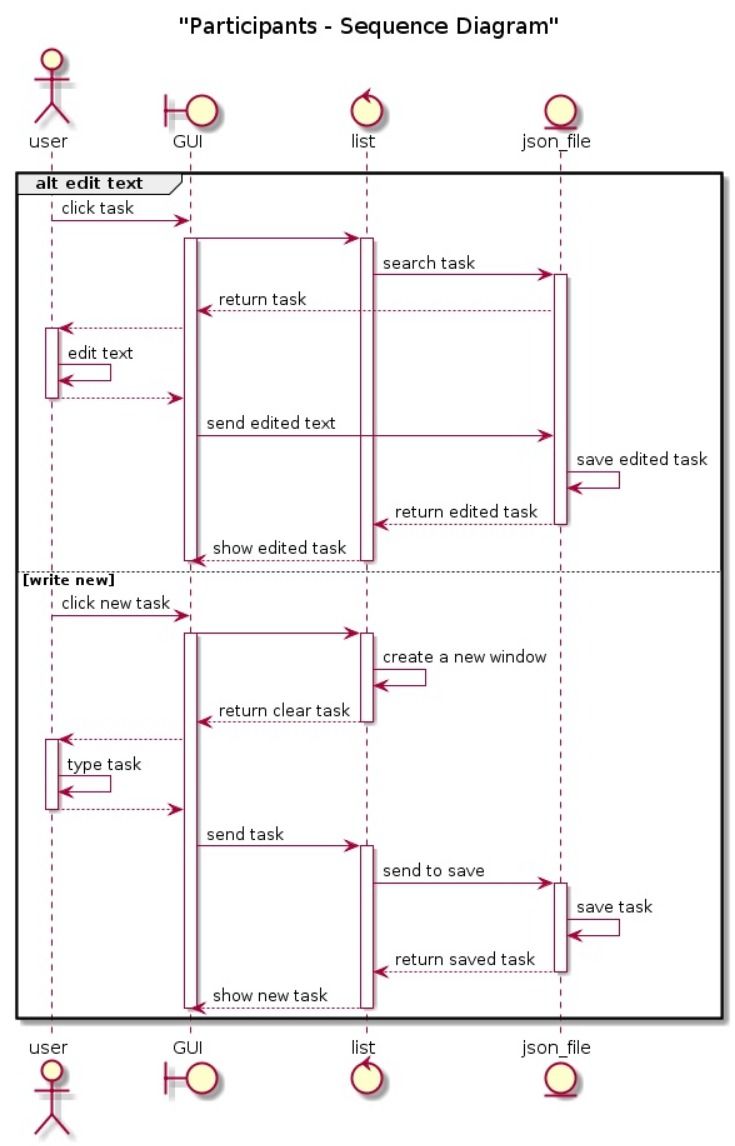 "Participants - Sequence Diagram"
user
GUI
list
json_file
alt edit text
click task
search task
return task
edit text
send edited text
save edited task
return edited task
show edited task
[write new]
click new task
create a new window
return clear task
type task
send task
send to save
save task
return saved task
show new task
user
GUI
list
json_file